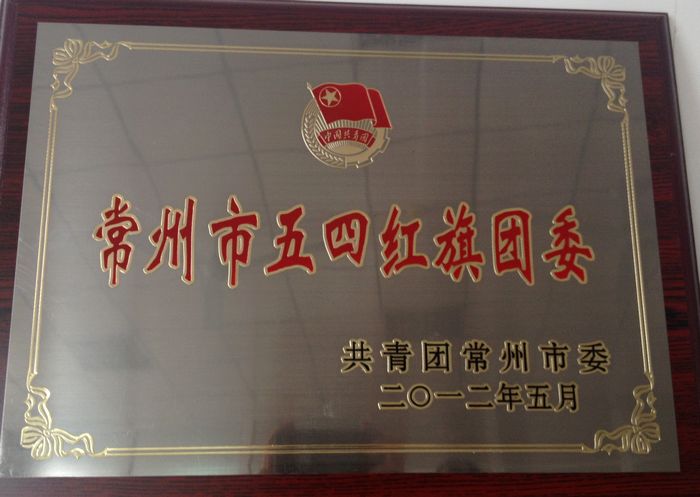 中国共青团
常州市五四红旗团委
共青团常州市委
二〇一二年五月